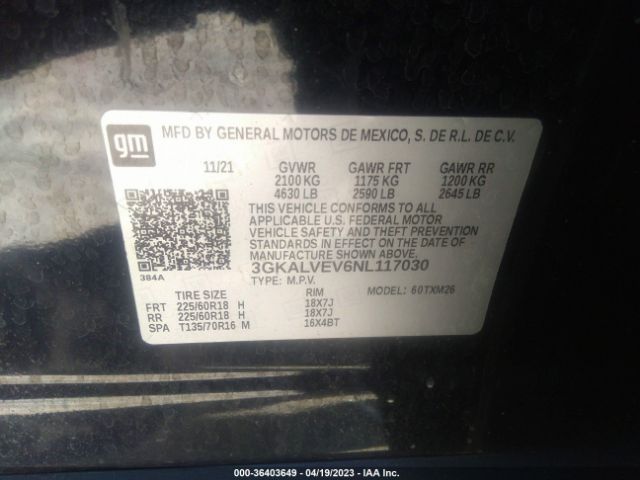 gm
MFD BY GENERAL MOTORS DE MEXICO, S. DE R.L. DE C.V.
11/21 GVWR GAWR FRT GAWR RR
2100 KG 1175 KG 1200 KG
4630 LB 2590 LB 2645 LB
THIS VEHICLE CONFORMS TO ALL
APPLICABLE U.S. FEDERAL MOTOR
VEHICLE SAFETY AND THEFT
PREVENTION STANDARDS IN
EFFECT ON THE DATE OF
MANUFACTURE SHOWN ABOVE.
384A
3GKALVEV6NL117030
TYPE: M.P.V. MODEL: 60TXM26
TIRE SIZE RIM
FRT 225/60R18 H 18X7J
RR 225/60R18 H 18X7J
SPA T135/70R16 M 16X4BT
000-36403649 - 04/19/2023 - IAA Inc.